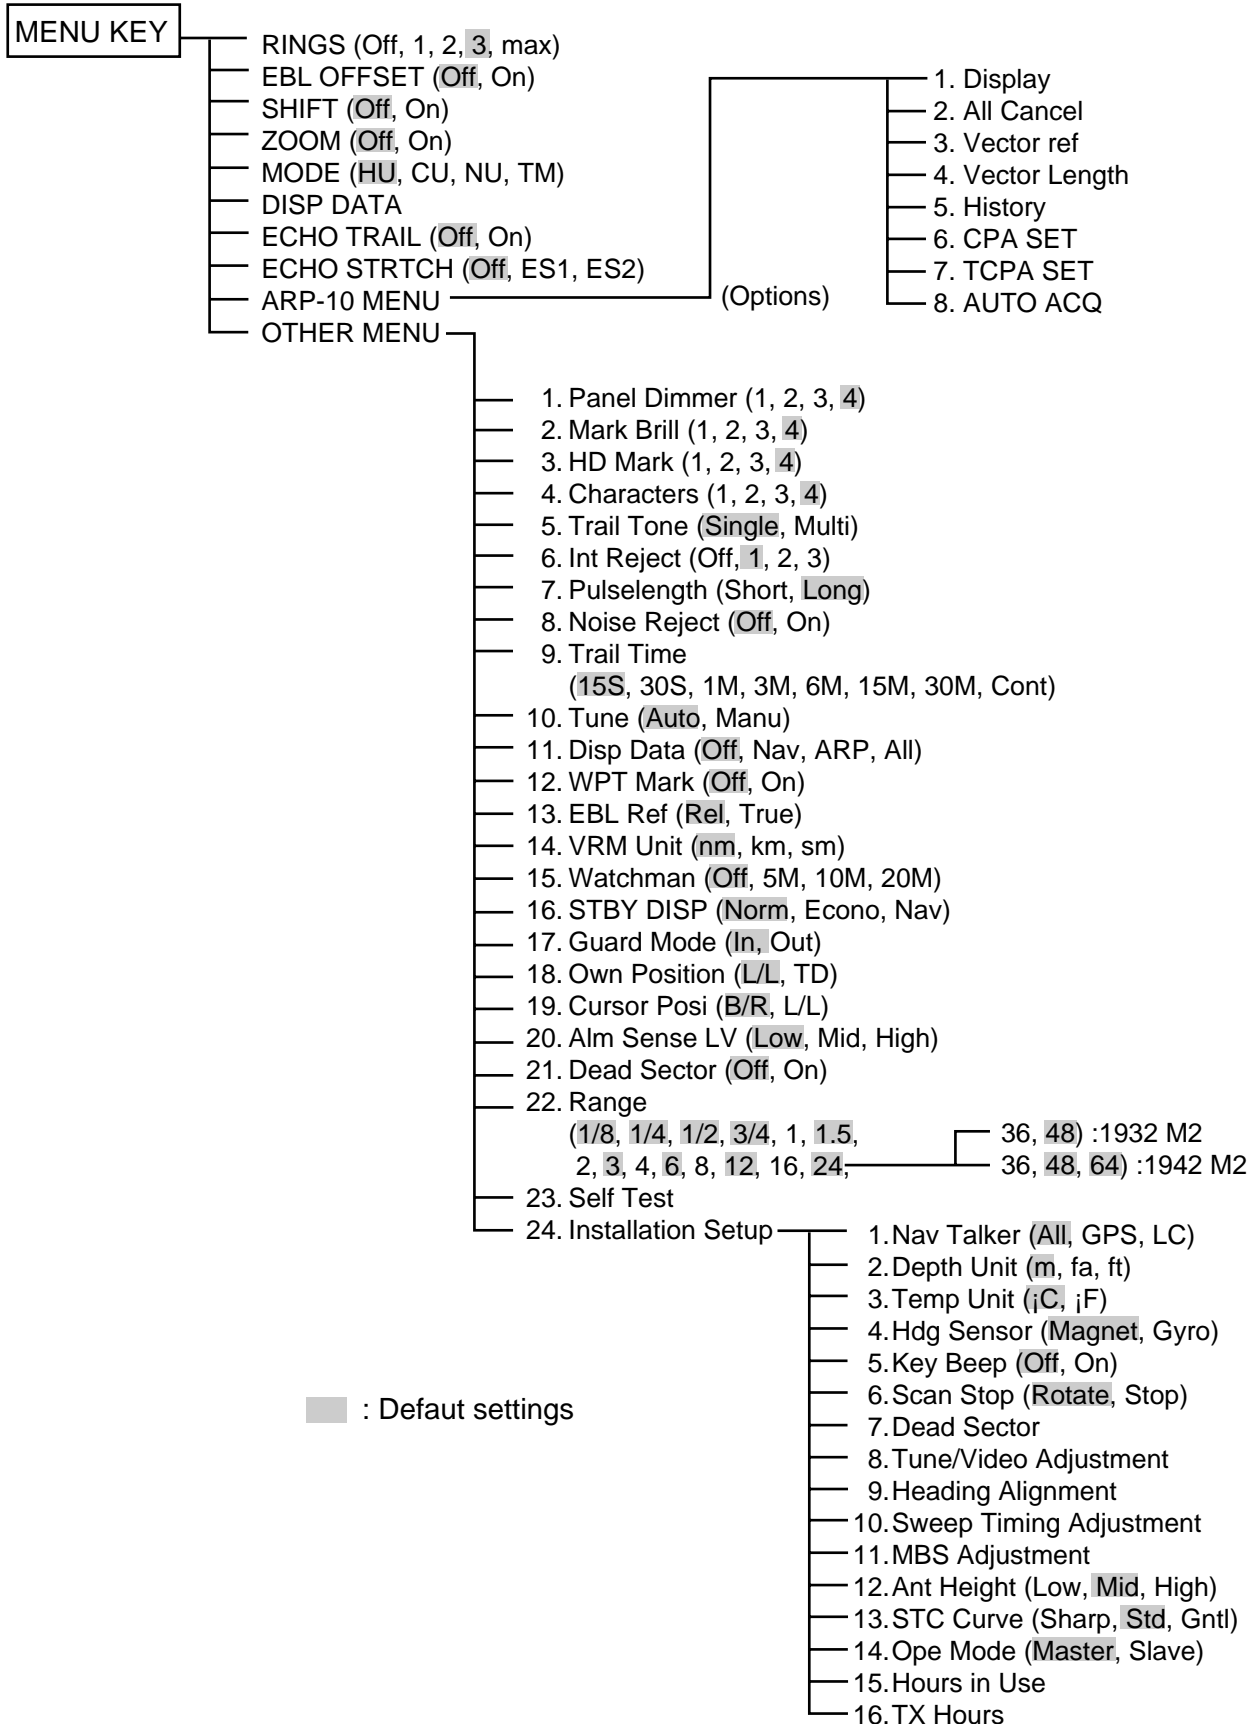 MENU KEY
RINGS (Off, 1, 2, 3, max)
EBL OFFSET (Off, On)
SHIFT (Off, On)
ZOOM (Off, On)
MODE (HU, CU, NU, TM)
DISP DATA
ECHO TRAIL (Off, On)
ECHO STRTCH (Off, ES1, ES2)
ARP-10 MENU
(Options)
OTHER MENU
1. Display
2. All Cancel
3. Vector ref
4. Vector Length
5. History
6. CPA SET
7. TCPA SET
8. AUTO ACQ
1. Panel Dimmer (1, 2, 3, 4)
2. Mark Brill (1, 2, 3, 4)
3. HD Mark (1, 2, 3, 4)
4. Characters (1, 2, 3, 4)
5. Trail Tone (Single, Multi)
6. Int Reject (Off, 1, 2, 3)
7. Pulselength (Short, Long)
8. Noise Reject (Off, On)
9. Trail Time
(15S, 30S, 1M, 3M, 6M, 15M, 30M, Cont)
10. Tune (Auto, Manu)
11. Disp Data (Off, Nav, ARP, All)
12. WPT Mark (Off, On)
13. EBL Ref (Rel, True)
14. VRM Unit (nm, km, sm)
15. Watchman (Off, 5M, 10M, 20M)
16. STBY DISP (Norm, Econo, Nav)
17. Guard Mode (In, Out)
18. Own Position (L/L, TD)
19. Cursor Posi (B/R, L/L)
20. Alm Sense LV (Low, Mid, High)
21. Dead Sector (Off, On)
22. Range
(1/8, 1/4, 1/2, 3/4, 1, 1.5,
2, 3, 4, 6, 8, 12, 16, 24,
36, 48) :1932 M2
36, 48, 64) :1942 M2
23. Self Test
24. Installation Setup
1.Nav Talker (All, GPS, LC)
2.Depth Unit (m, fa, ft)
3.Temp Unit (¡C, ¡F)
4.Hdg Sensor (Magnet, Gyro)
5.Key Beep (Off, On)
6.Scan Stop (Rotate, Stop)
7.Dead Sector
8.Tune/Video Adjustment
9.Heading Alignment
10.Sweep Timing Adjustment
11.MBS Adjustment
12.Ant Height (Low, Mid, High)
13.STC Curve (Sharp, Std, Gntl)
14.Ope Mode (Master, Slave)
15.Hours in Use
16.TX Hours
: Defaut settings